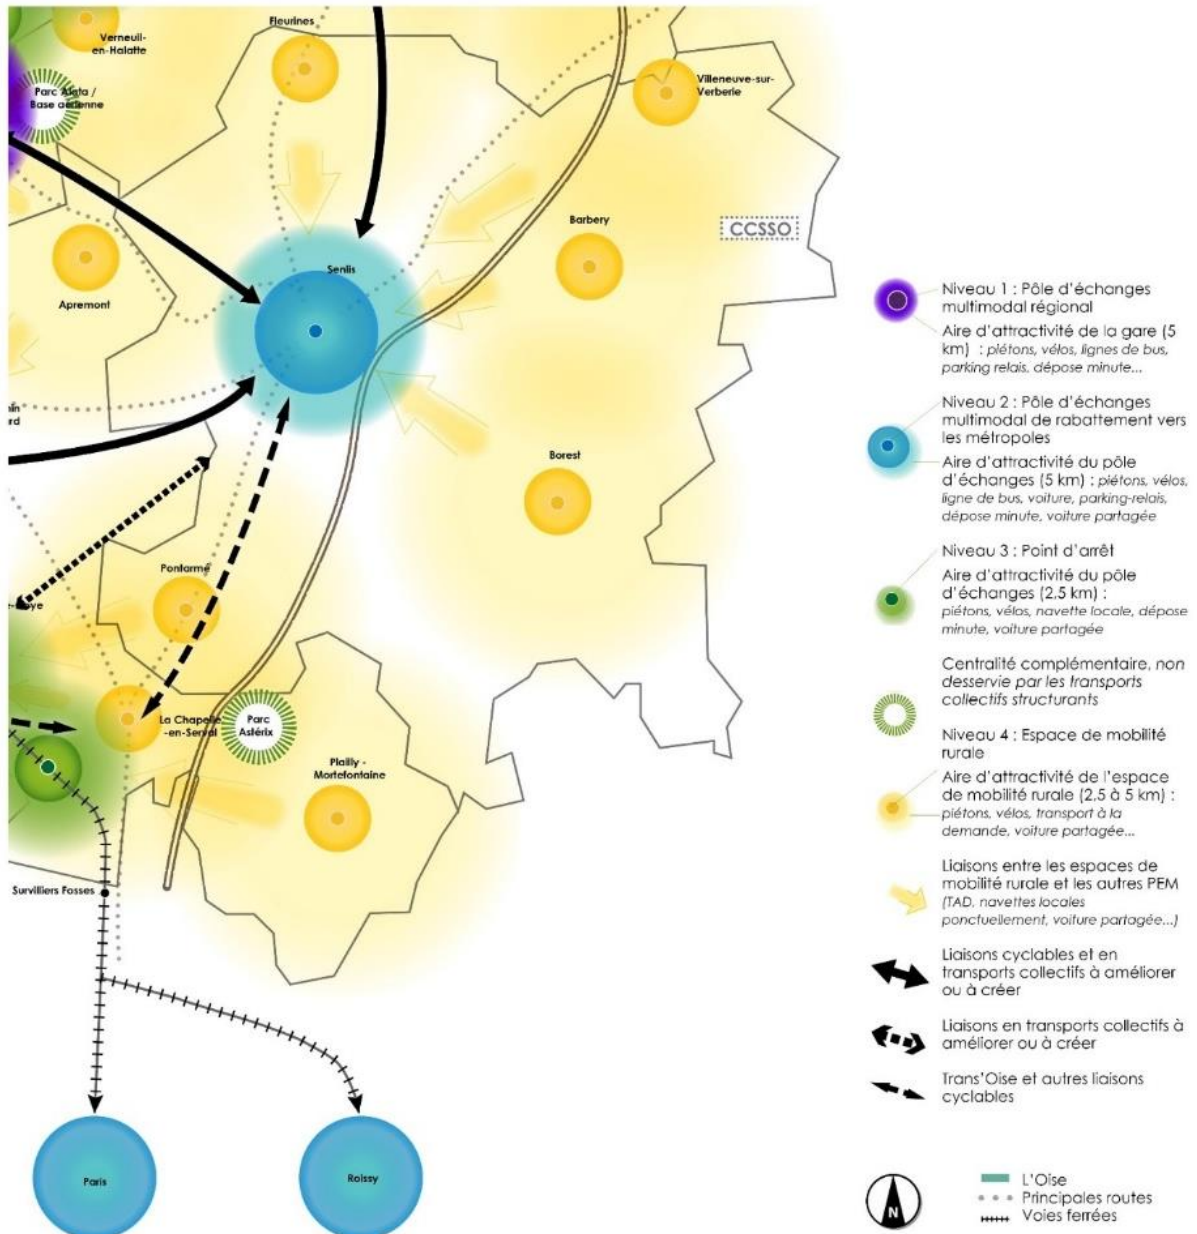 Fleurines
Verneuil-
en-Halatte
Parc Alata /
Base aérienne
Villeneuve-sur-
Verberie
Barbery
CCSSO
Senlis
Apremont
Borest
Pontarmé
La Chapelle
-en-Serval
Parc
Astérix
Plailly -
Mortefontaine
Survilliers Fosses
Paris
Roissy
Niveau 1 : Pôle d'échanges
multimodal régional
Aire d'attractivité de la gare (5
km) : piétons, vélos, lignes de bus,
parking relais, dépose minute...
Niveau 2 : Pôle d'échanges
multimodal de rabattement vers
les métropoles
Aire d'attractivité du pôle
d'échanges (5 km) : piétons, vélos,
ligne de bus, voiture, parking-relais,
dépose minute, voiture partagée
Niveau 3 : Point d'arrêt
Aire d'attractivité du pôle
d'échanges (2,5 km) :
piétons, vélos, navette locale, dépose
minute, voiture partagée
Centralité complémentaire, non
desservie par les transports
collectifs structurants
Niveau 4 : Espace de mobilité
rurale
Aire d'attractivité de l'espace
de mobilité rurale (2,5 à 5 km) :
piétons, vélos, transport à la
demande, voiture partagée...
Liaisons entre les espaces de
mobilité rurale et les autres PEM
(TAD, navettes locales
ponctuellement, voiture partagée...)
Liaisons cyclables et en
transports collectifs à améliorer
ou à créer
Liaisons en transports collectifs à
améliorer ou à créer
Trans'Oise et autres liaisons
cyclables
N
L'Oise
Principales routes
Voies ferrées